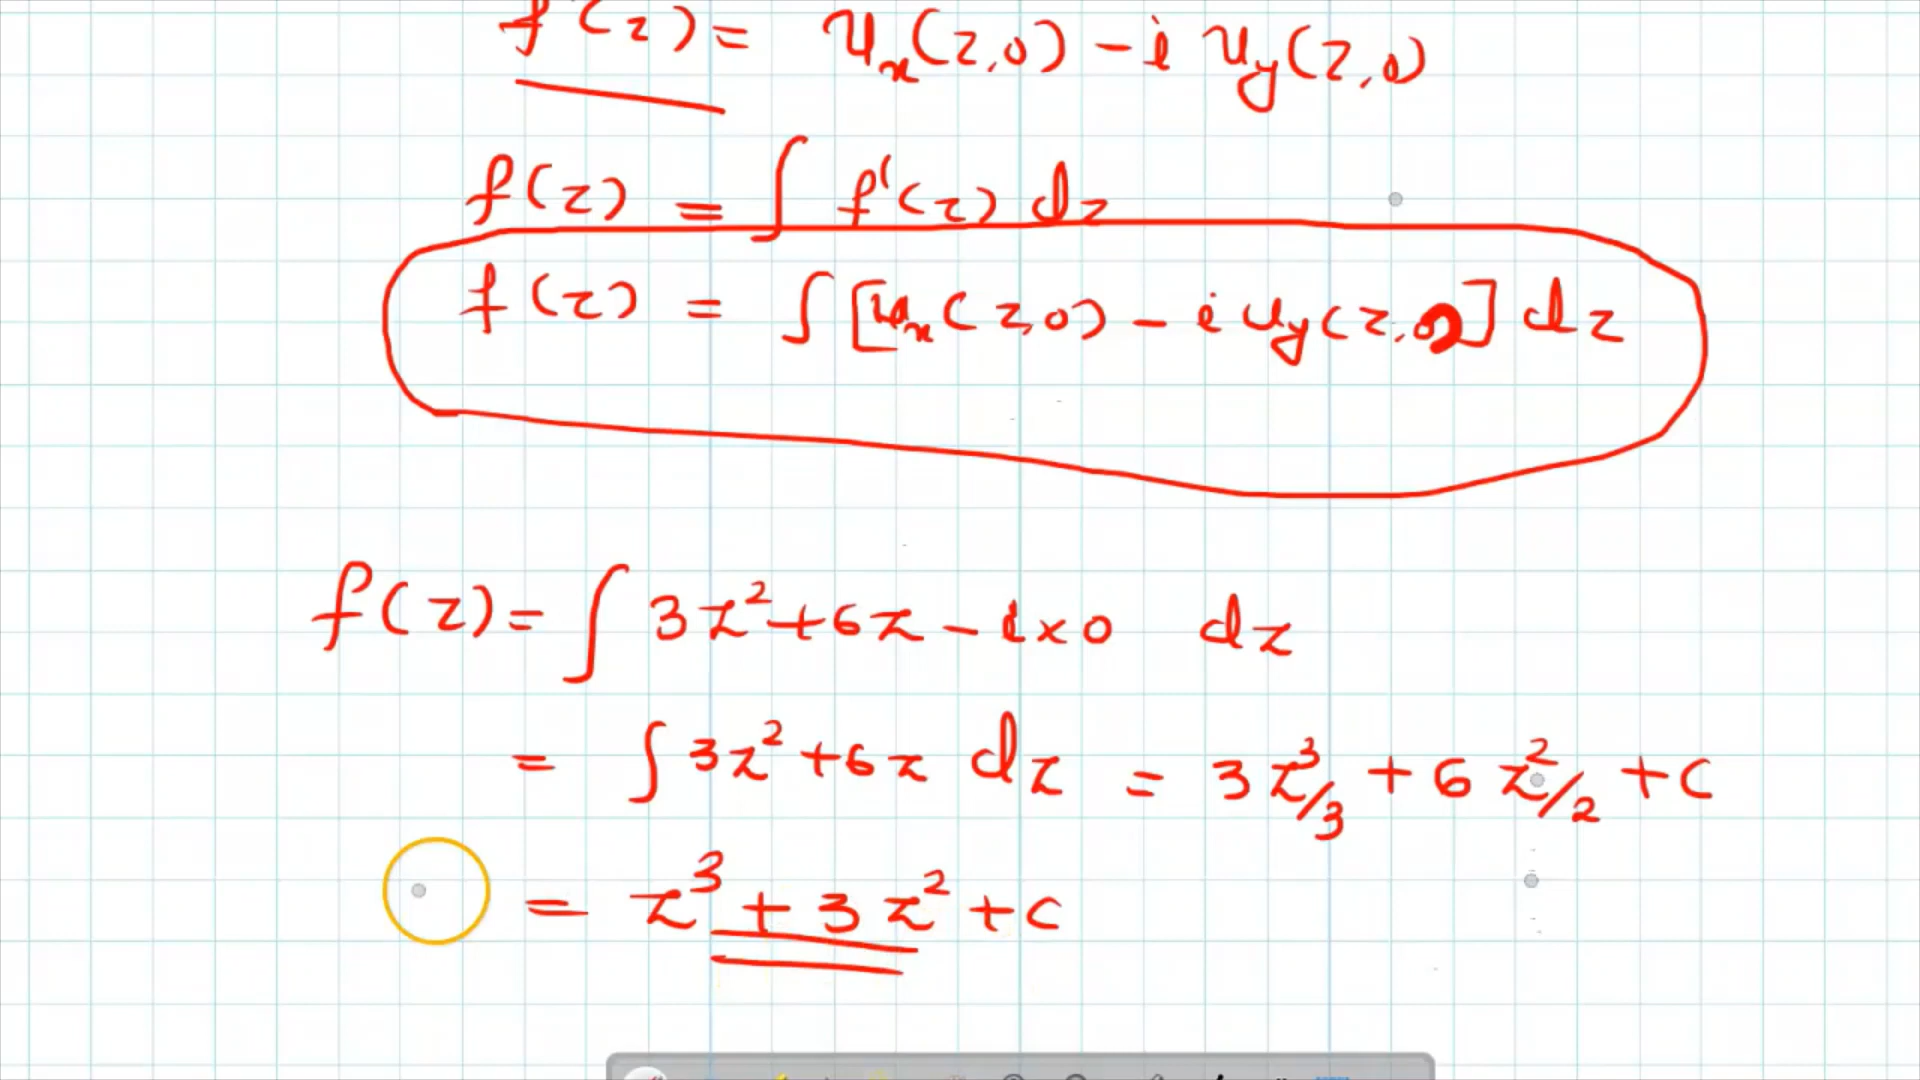 f'(z) = u_x(z,0) - i u_y(z,0)
f(z) = ∫ f'(z) dz
f(z) = ∫ [u_x(z,0) - i u_y(z,0)] dz
f(z) = ∫ 3z² + 6z - i×0 dz
= ∫ 3z² + 6z dz = 3 z³/3 + 6 z²/2 + c
= z³ + 3z² + c